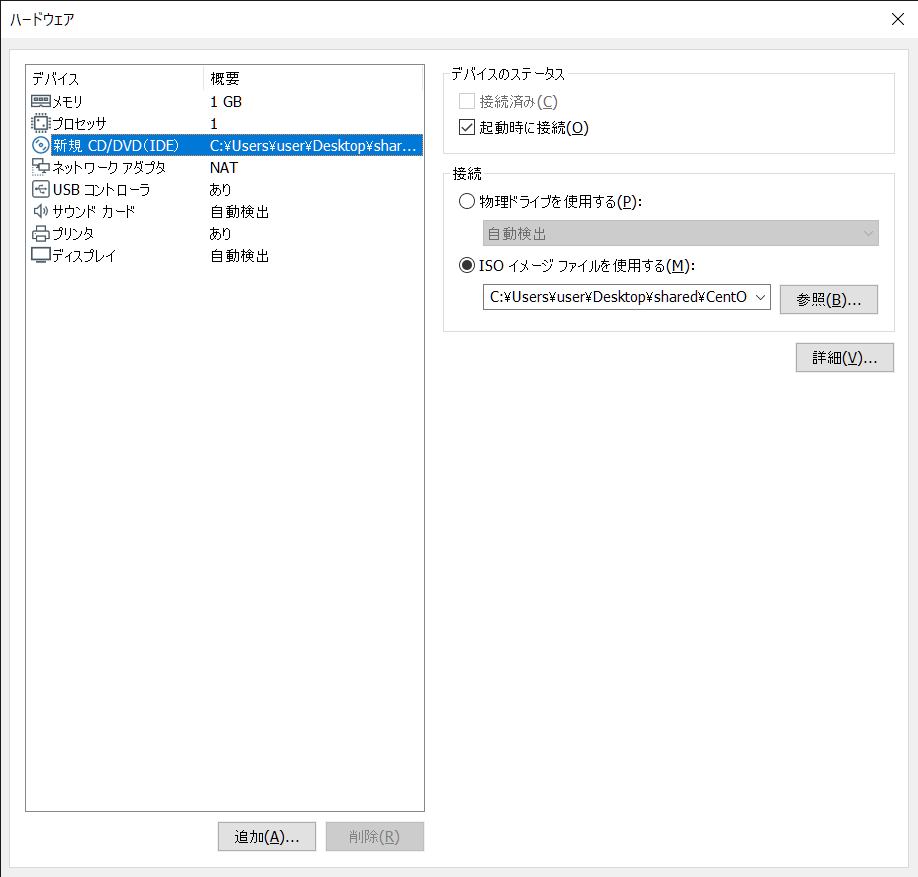 ハードウェア
デバイス 概要
メモリ 1 GB
プロセッサ 1
新規 CD/DVD(IDE) C:¥Users¥user¥Desktop¥shar...
ネットワーク アダプタ NAT
USB コントローラ あり
サウンド カード 自動検出
プリンタ あり
ディスプレイ 自動検出
追加(A)... 削除(R)
デバイスのステータス
接続済み(C)
起動時に接続(O)
接続
物理ドライブを使用する(P):
自動検出
ISO イメージ ファイルを使用する(M):
C:¥Users¥user¥Desktop¥shared¥CentO 参照(B)...
詳細(V)...